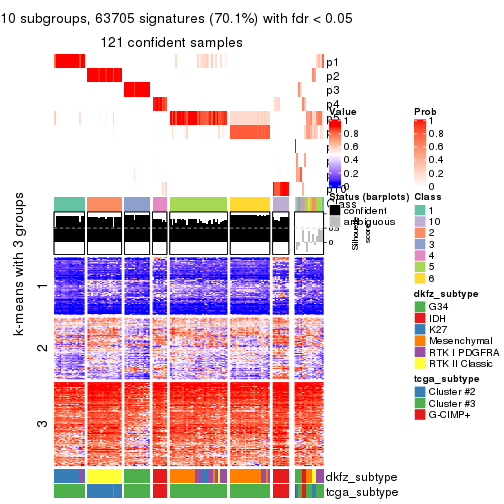 10 subgroups, 63705 signatures (70.1%) with fdr < 0.05
121 confident samples
p1
p2
p3
p4
Value
1
0.8
0.6
0.4
0.2
0
Prob
1
0.8
0.6
0.4
0.2
0
Class
Status (barplots)
confident
ambiguous
Silhouette
score
0.5
0
Class
1
10
2
3
4
5
6
k-means with 3 groups
1
2
3
dkfz_subtype
G34
IDH
K27
Mesenchymal
RTK I PDGFRA
RTK II Classic
tcga_subtype
Cluster #2
Cluster #3
G-CIMP+
dkfz_subtype
tcga_subtype